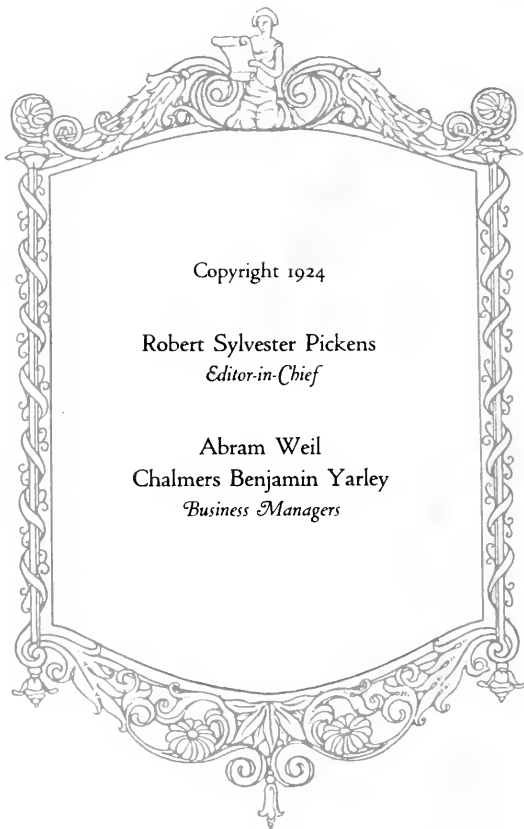 Copyright 1924
Robert Sylvester Pickens
Editor-in-Chief
Abram Weil
Chalmers Benjamin Yarley
Business Managers